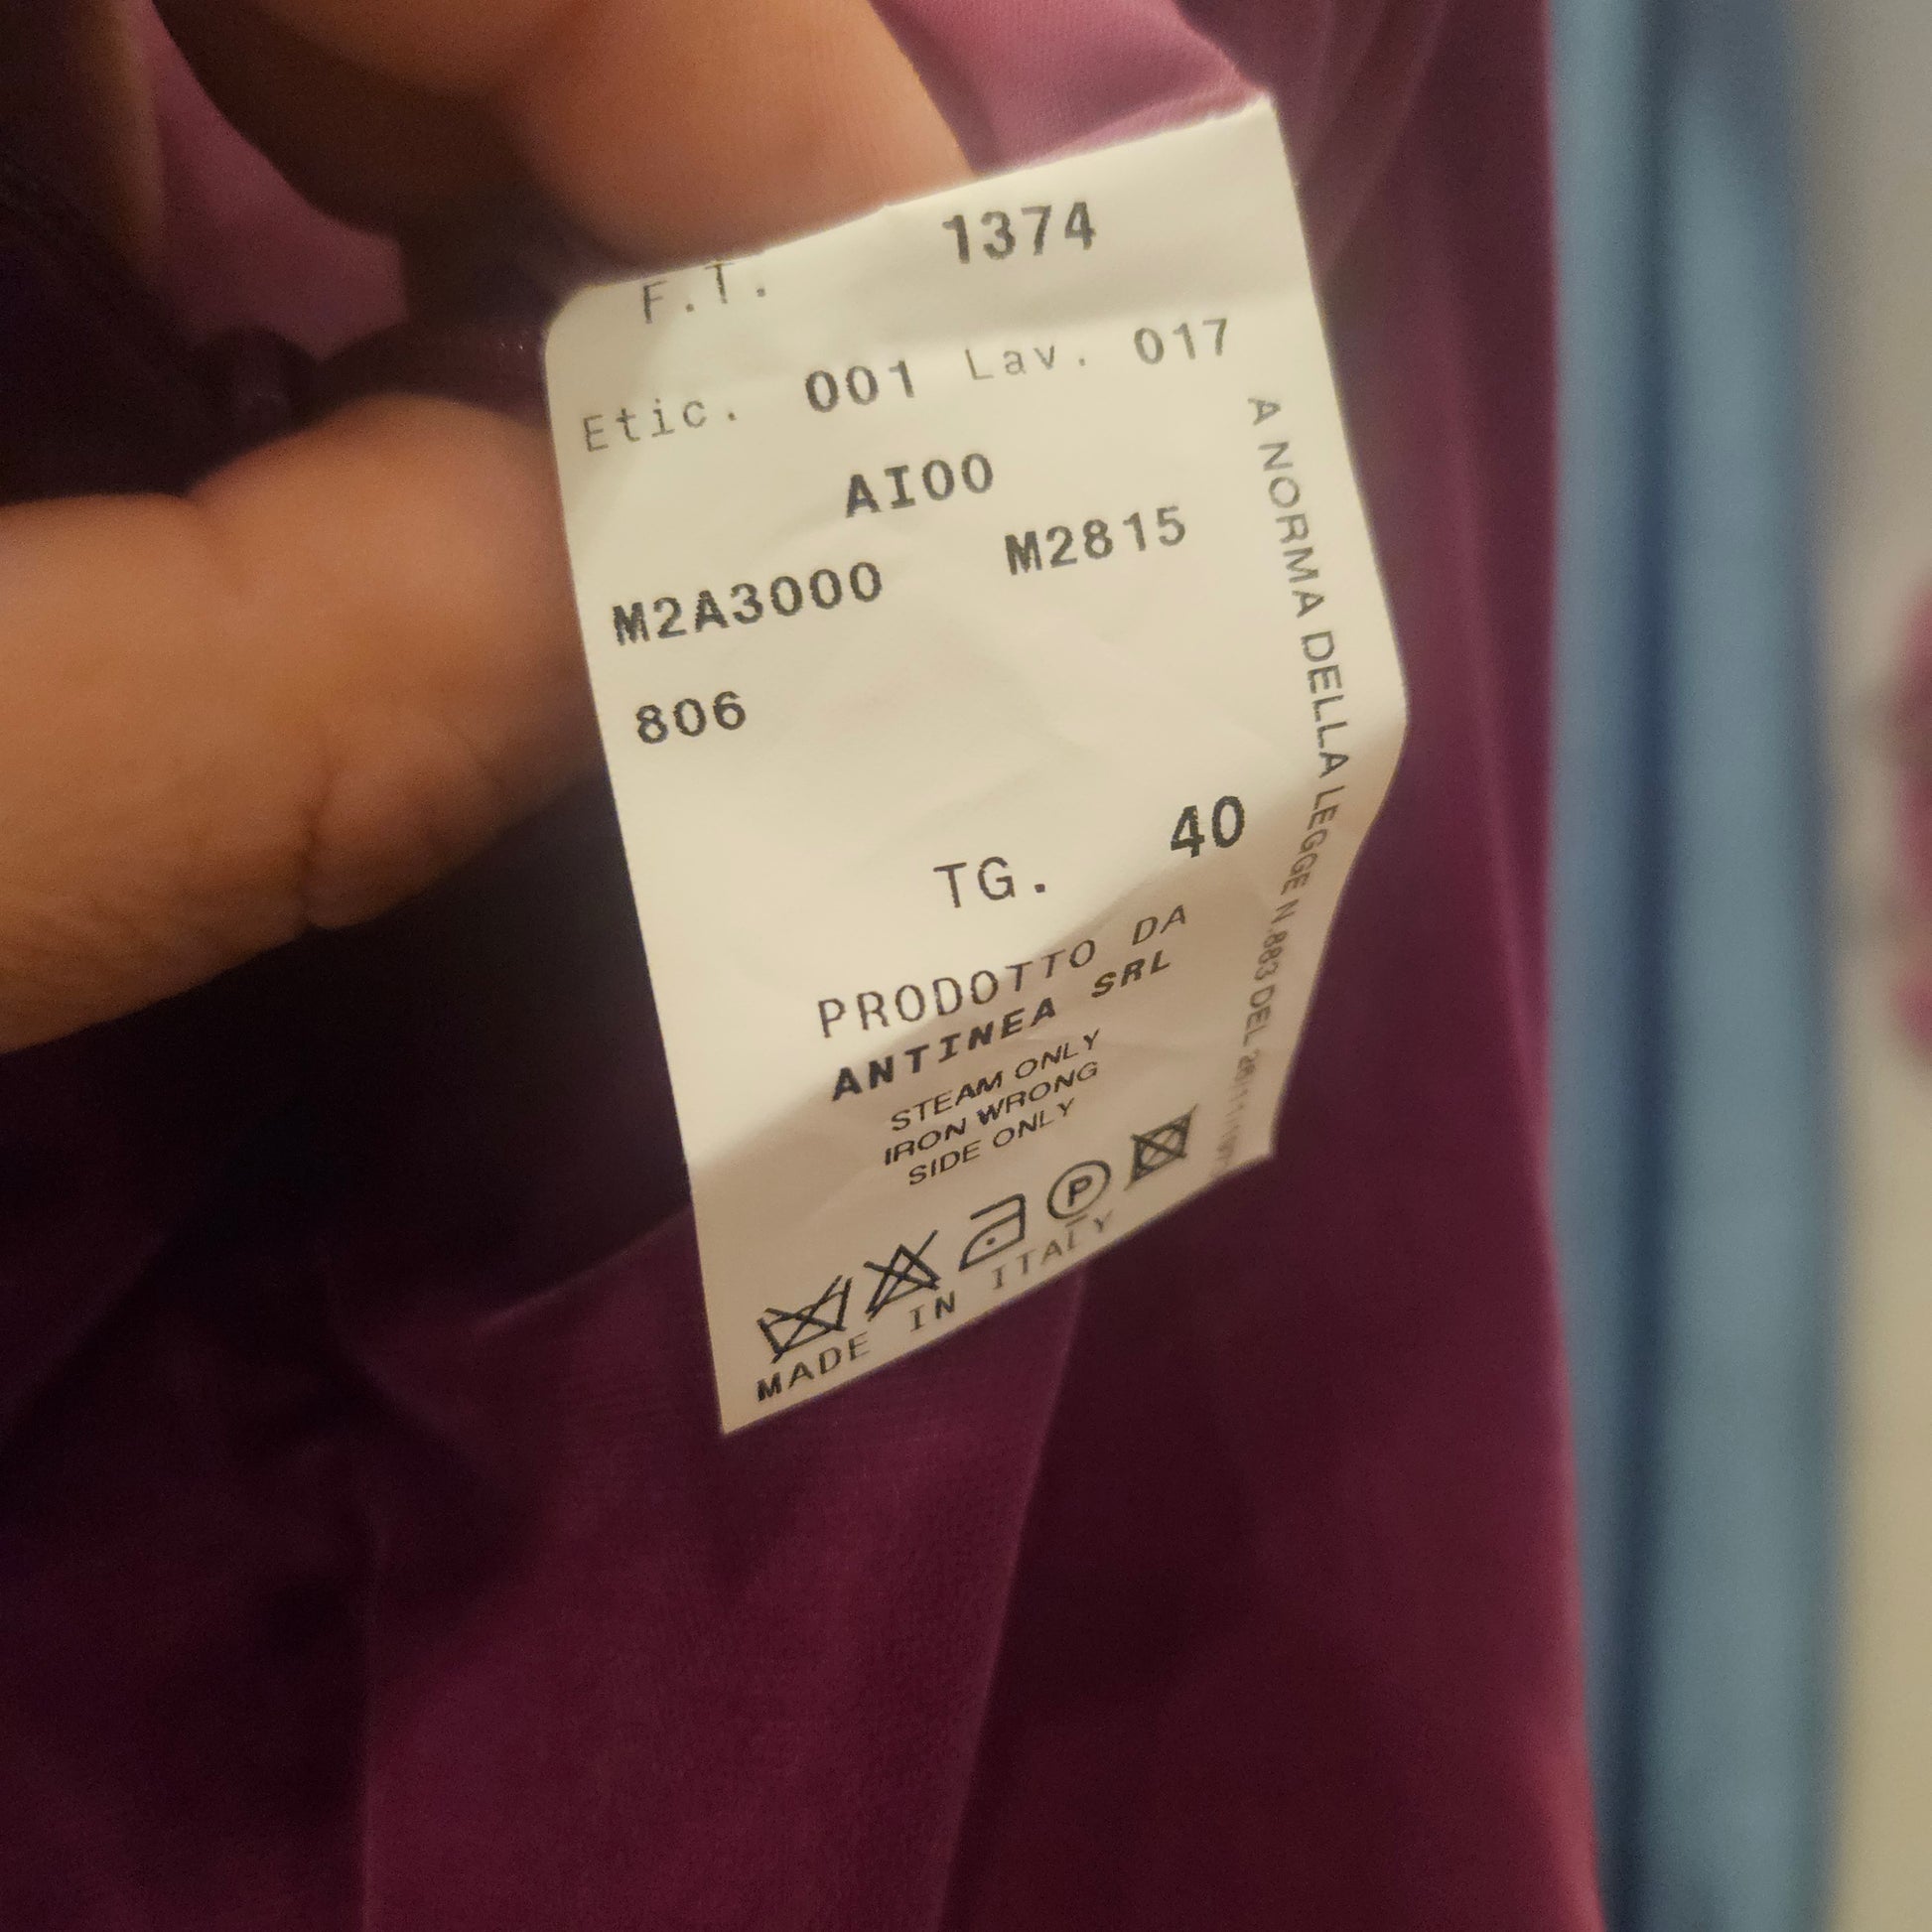 F.T. 1374
Etic. 001 Lav. 017
AI00
M2A3000 M2815
806
TG. 40
PRODOTTO DA
ANTINEA SRL
STEAM ONLY
IRON WRONG
SIDE ONLY
P
MADE IN ITALY
A NORMA DELLA LEGGE N.883 DEL